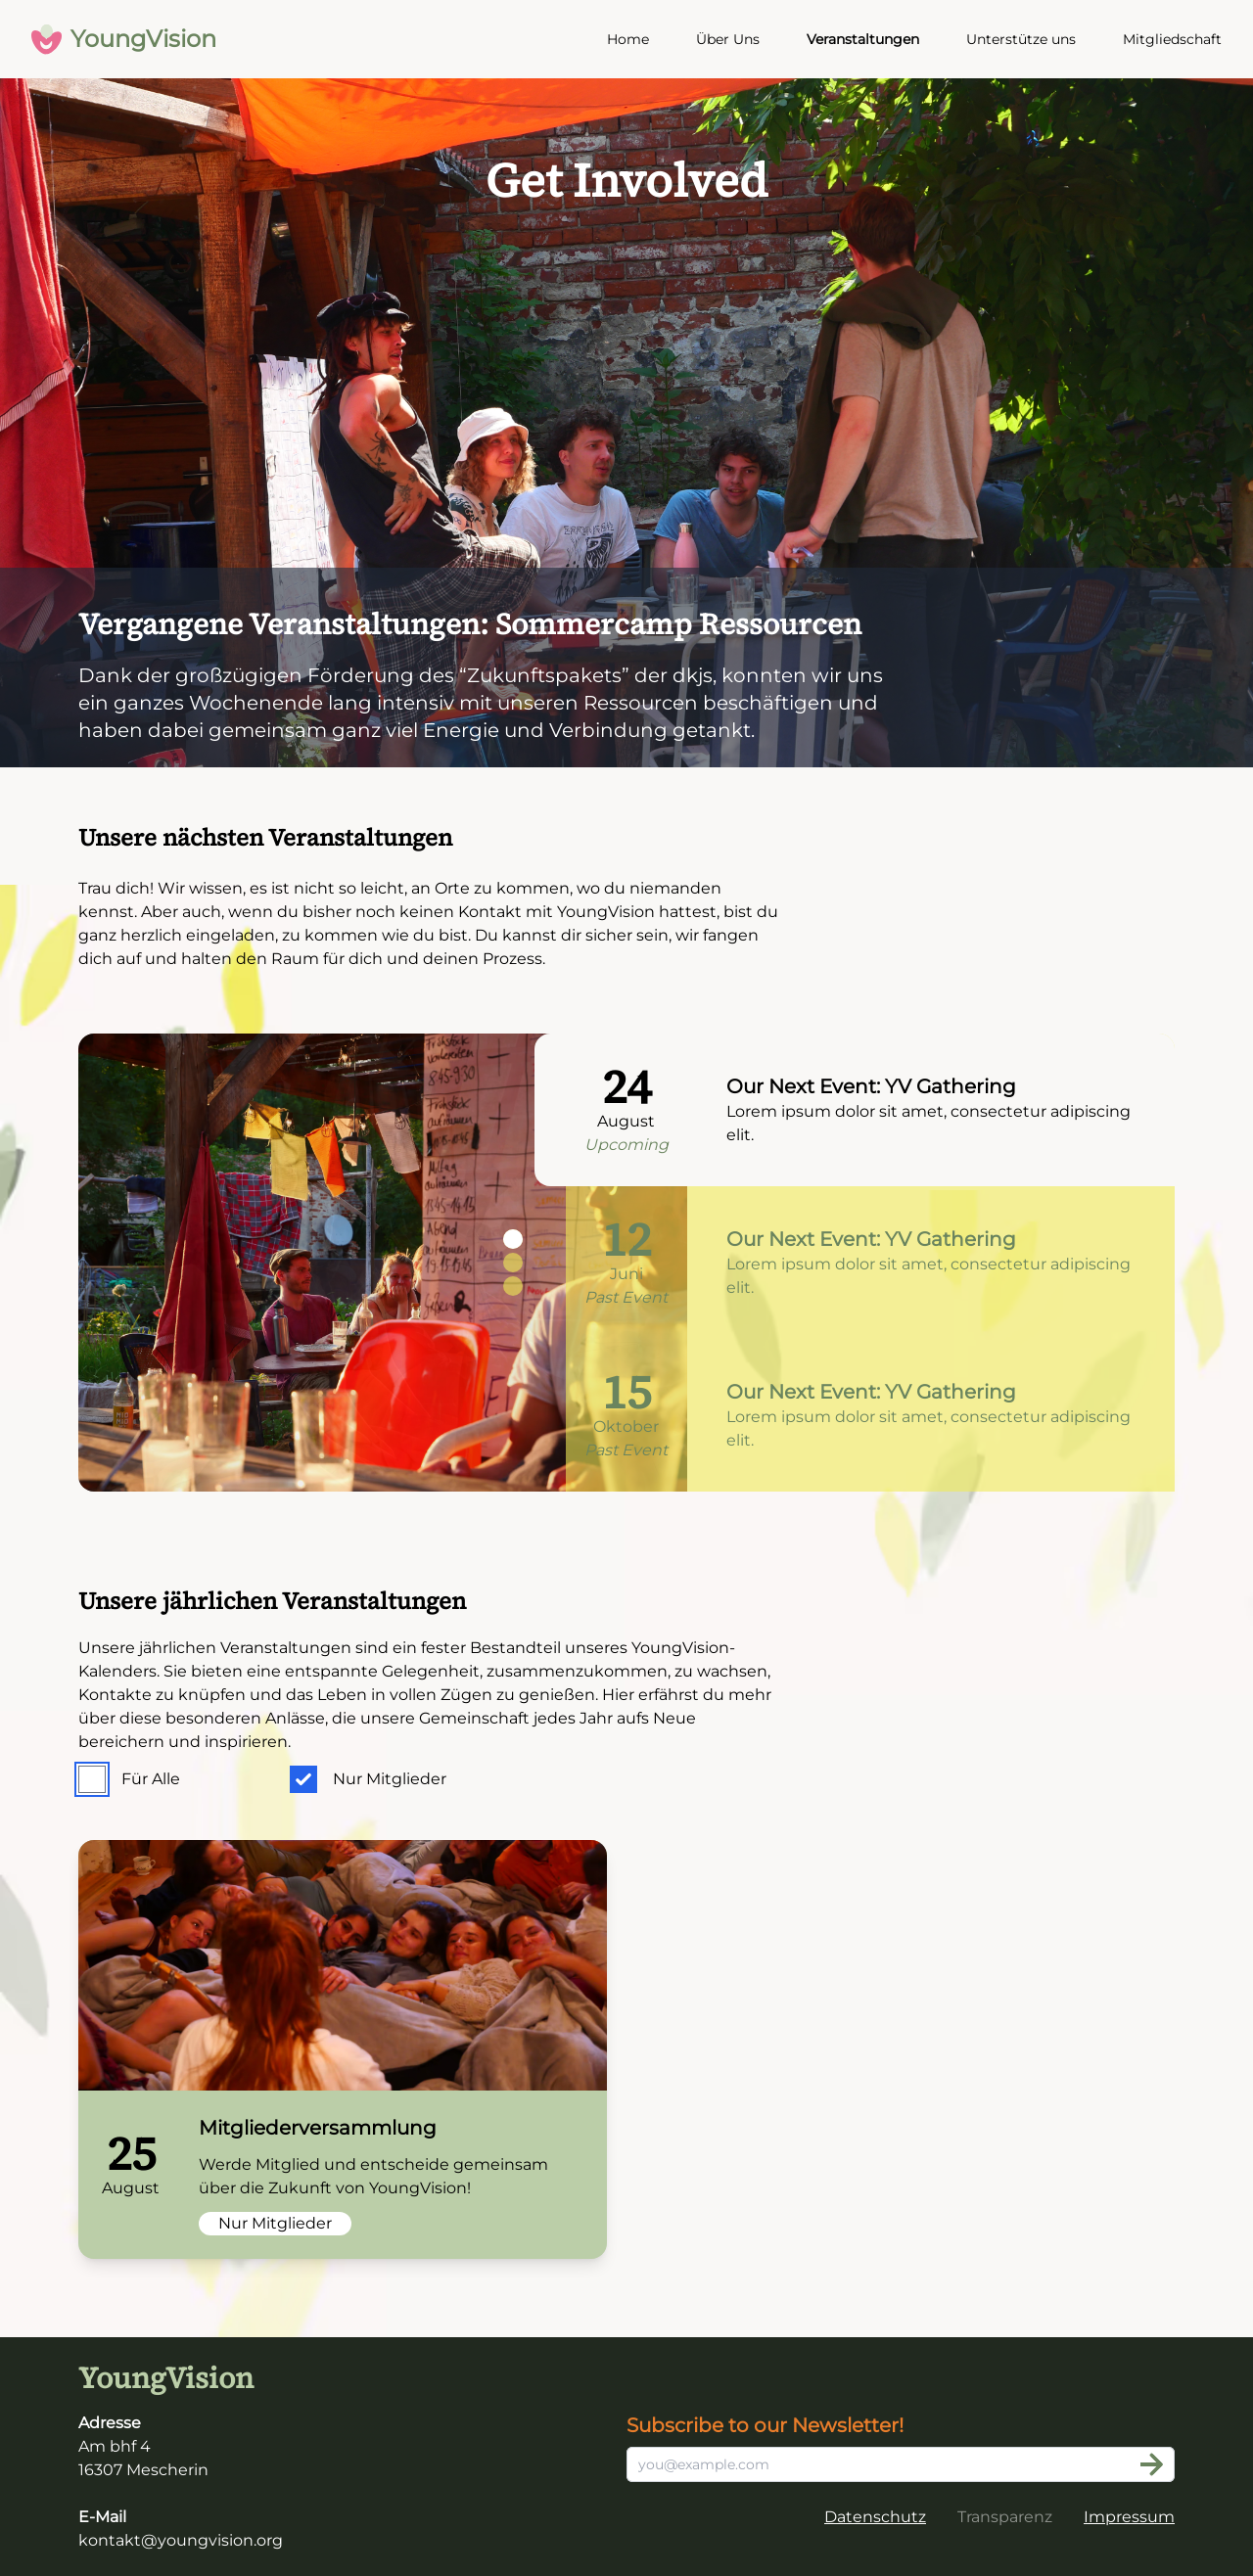 YoungVision
Home
Über Uns
Veranstaltungen
Unterstütze uns
Mitgliedschaft
Get Involved
Vergangene Veranstaltungen: Sommercamp Ressourcen
Dank der großzügigen Förderung des “Zukunftspakets” der dkjs, konnten wir uns
ein ganzes Wochenende lang intensiv mit unseren Ressourcen beschäftigen und
haben dabei gemeinsam ganz viel Energie und Verbindung getankt.
Unsere nächsten Veranstaltungen
Trau dich! Wir wissen, es ist nicht so leicht, an Orte zu kommen, wo du niemanden
kennst. Aber auch, wenn du bisher noch keinen Kontakt mit YoungVision hattest, bist du
ganz herzlich eingeladen, zu kommen wie du bist. Du kannst dir sicher sein, wir fangen
dich auf und halten den Raum für dich und deinen Prozess.
24
August
Upcoming
Our Next Event: YV Gathering
Lorem ipsum dolor sit amet, consectetur adipiscing
elit.
12
Juni
Past Event
Our Next Event: YV Gathering
Lorem ipsum dolor sit amet, consectetur adipiscing
elit.
15
Oktober
Past Event
Our Next Event: YV Gathering
Lorem ipsum dolor sit amet, consectetur adipiscing
elit.
Unsere jährlichen Veranstaltungen
Unsere jährlichen Veranstaltungen sind ein fester Bestandteil unseres YoungVision-
Kalenders. Sie bieten eine entspannte Gelegenheit, zusammenzukommen, zu wachsen,
Kontakte zu knüpfen und das Leben in vollen Zügen zu genießen. Hier erfährst du mehr
über diese besonderen Anlässe, die unsere Gemeinschaft jedes Jahr aufs Neue
bereichern und inspirieren.
Für Alle
Nur Mitglieder
25
August
Mitgliederversammlung
Werde Mitglied und entscheide gemeinsam
über die Zukunft von YoungVision!
Nur Mitglieder
YoungVision
Adresse
Am bhf 4
16307 Mescherin
E-Mail
kontakt@youngvision.org
Subscribe to our Newsletter!
you@example.com
Datenschutz
Transparenz
Impressum